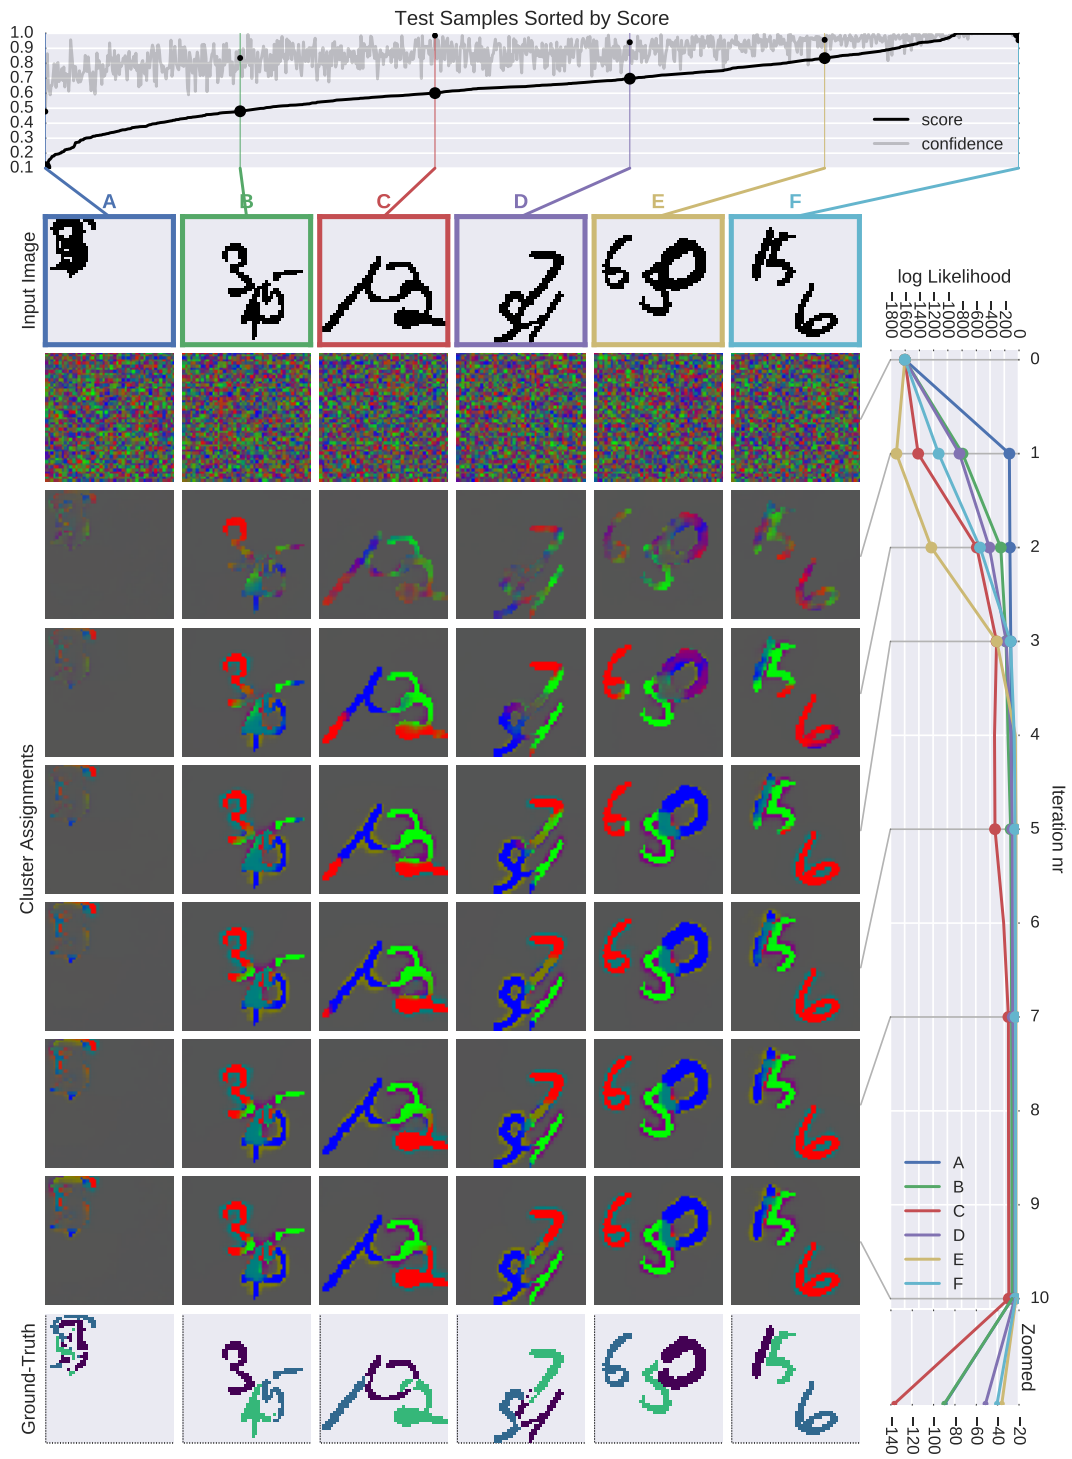 Test Samples Sorted by Score
1.0
0.9
0.8
0.7
0.6
0.5
0.4
0.3
0.2
0.1
score
confidence
A B C D E F
Input Image
log Likelihood
-1800 -1600 -1400 -1200 -1000 -800 -600 -400 -200 0
0
1
2
3
4
5
6
7
8
9
10
Iteration nr
Cluster Assignments
A
B
C
D
E
F
Ground-Truth
Zoomed
-140 -120 -100 -80 -60 -40 -20